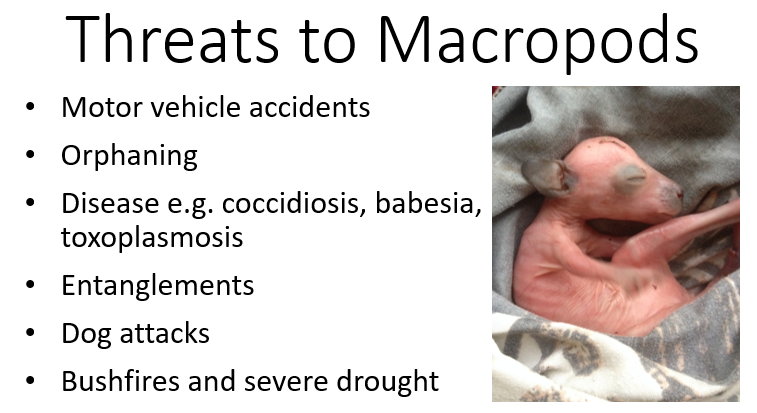 Threats to Macropods
• Motor vehicle accidents
• Orphaning
• Disease e.g. coccidiosis, babesia,
toxoplasmosis
• Entanglements
• Dog attacks
• Bushfires and severe drought